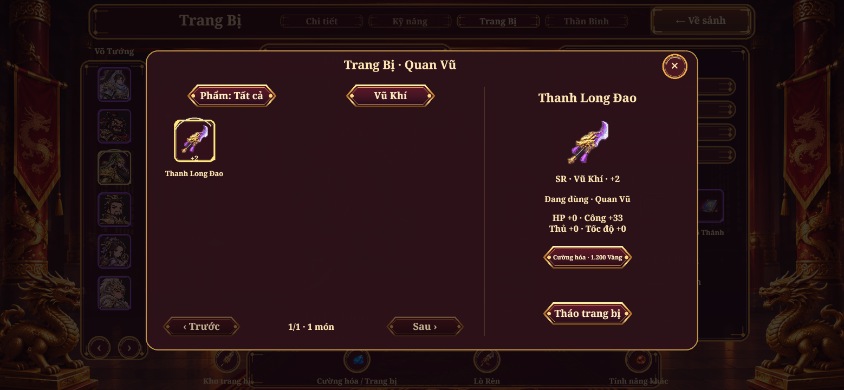 Trang Bị
Chi tiết
Kỹ năng
Trang Bị
Thần Binh
← Về sảnh
Võ Tướng
Trang Bị · Quan Vũ
×
Phẩm: Tất cả
Vũ Khí
+2
Thanh Long Đao
‹ Trước
1/1 · 1 món
Sau ›
Thanh Long Đao
SR · Vũ Khí · +2
Đang dùng · Quan Vũ
HP +0 · Công +33
Thủ +0 · Tốc độ +0
Cường hóa · 1.200 Vàng
Tháo trang bị
Thánh
‹
›
Kho trang bị
Cường hóa / Trang bị
Lò Rèn
Tính năng khác